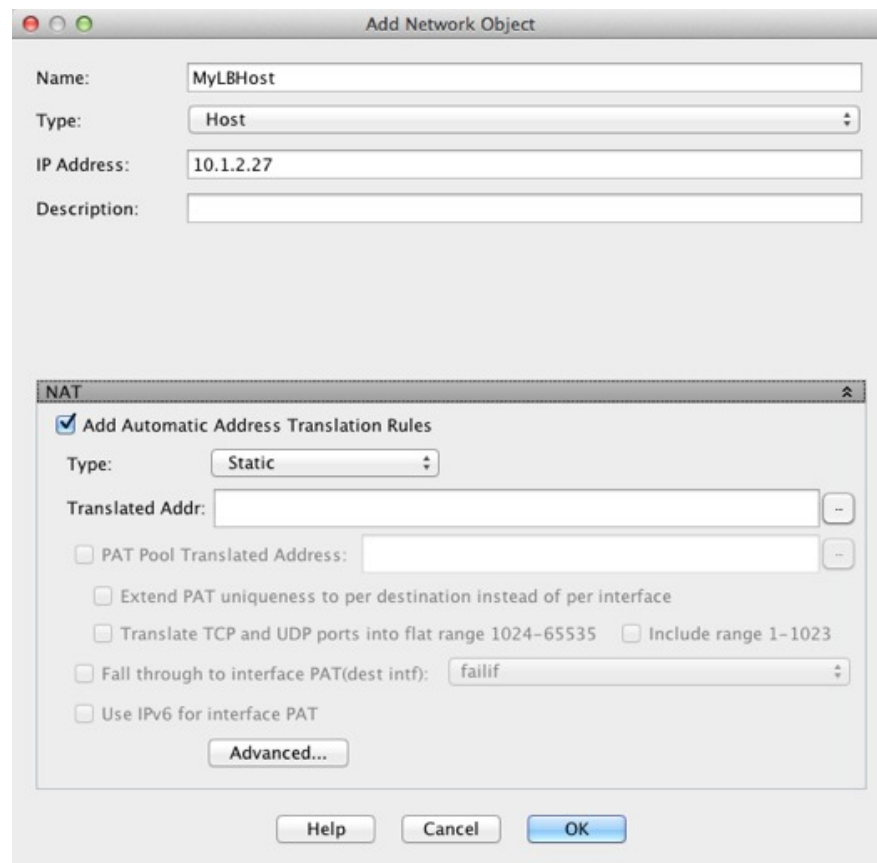 Add Network Object
Name: MyLBHost
Type: Host
IP Address: 10.1.2.27
Description:
NAT
Add Automatic Address Translation Rules
Type: Static
Translated Addr: ..
PAT Pool Translated Address: ..
Extend PAT uniqueness to per destination instead of per interface
Translate TCP and UDP ports into flat range 1024-65535 Include range 1-1023
Fall through to interface PAT(dest intf): failif
Use IPv6 for interface PAT
Advanced...
Help Cancel OK